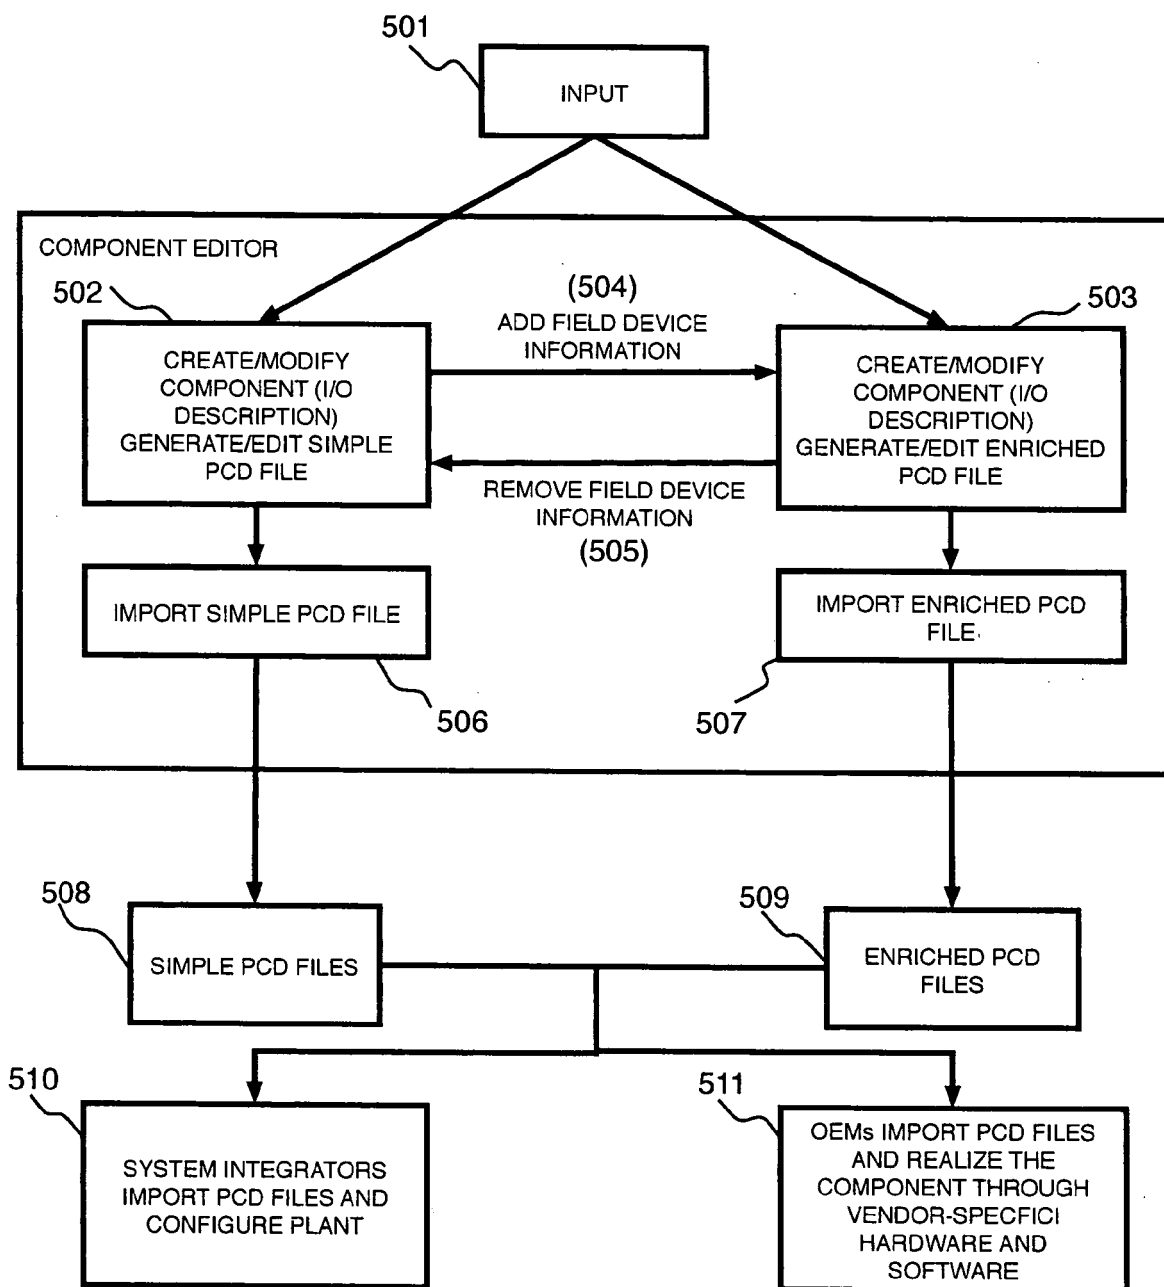 501
INPUT
COMPONENT EDITOR
502
(504)
ADD FIELD DEVICE
INFORMATION
503
CREATE/MODIFY
COMPONENT (I/O
DESCRIPTION)
GENERATE/EDIT SIMPLE
PCD FILE
CREATE/MODIFY
COMPONENT (I/O
DESCRIPTION)
GENERATE/EDIT ENRICHED
PCD FILE
REMOVE FIELD DEVICE
INFORMATION
(505)
IMPORT SIMPLE PCD FILE
IMPORT ENRICHED PCD
FILE
506
507
508
SIMPLE PCD FILES
509
ENRICHED PCD
FILES
510
SYSTEM INTEGRATORS
IMPORT PCD FILES AND
CONFIGURE PLANT
511
OEMs IMPORT PCD FILES
AND REALIZE THE
COMPONENT THROUGH
VENDOR-SPECFICI
HARDWARE AND
SOFTWARE